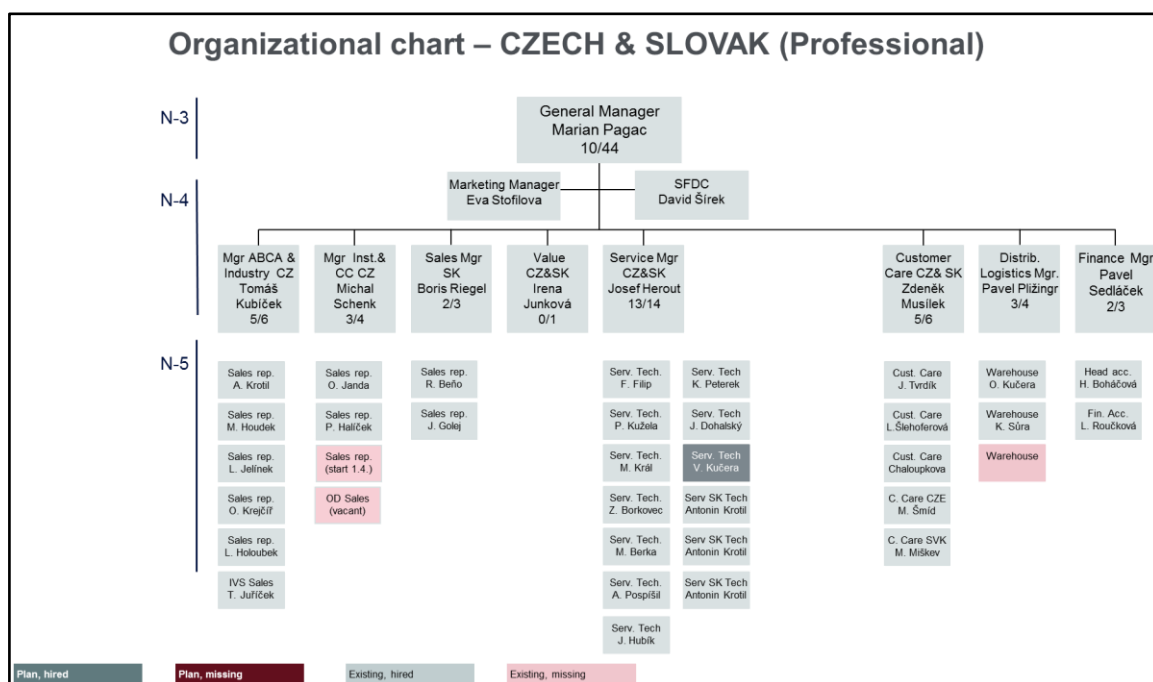 Organizational chart – CZECH & SLOVAK (Professional)
N-3
General Manager
Marian Pagac
10/44
N-4
Marketing Manager
Eva Stofilova
SFDC
David Šírek
Mgr ABCA &
Industry CZ
Tomáš
Kubíček
5/6
Mgr Inst.&
CC CZ
Michal
Schenk
3/4
Sales Mgr
SK
Boris Riegel
2/3
Value
CZ&SK
Irena
Junková
0/1
Service Mgr
CZ&SK
Josef Herout
13/14
Customer
Care CZ& SK
Zdeněk
Musílek
5/6
Distrib.
Logistics Mgr.
Pavel Pližingr
3/4
Finance Mgr
Pavel
Sedláček
2/3
N-5
Sales rep.
A. Krotil
Sales rep.
M. Houdek
Sales rep.
L. Jelínek
Sales rep.
O. Krejčíř
Sales rep.
L. Holoubek
IVS Sales
T. Juříček
Sales rep.
O. Janda
Sales rep.
P. Halíček
Sales rep.
(start 1.4.)
OD Sales
(vacant)
Sales rep.
R. Beňo
Sales rep.
J. Golej
Serv. Tech.
F. Filip
Serv. Tech.
P. Kužela
Serv. Tech.
M. Král
Serv. Tech.
Z. Borkovec
Serv. Tech.
M. Berka
Serv. Tech.
A. Pospíšil
Serv. Tech
J. Hubík
Serv. Tech
K. Peterek
Serv. Tech
J. Dohalský
Serv. Tech
V. Kučera
Serv SK Tech
Antonin Krotil
Serv SK Tech
Antonin Krotil
Serv SK Tech
Antonin Krotil
Cust. Care
J. Tvrdík
Cust. Care
L.Šlehoferová
Cust. Care
Chaloupkova
C. Care CZE
M. Šmíd
C. Care SVK
M. Miškev
Warehouse
O. Kučera
Warehouse
K. Sůra
Warehouse
Head acc.
H. Boháčová
Fin. Acc.
L. Roučková
Plan, hired
Plan, missing
Existing, hired
Existing, missing